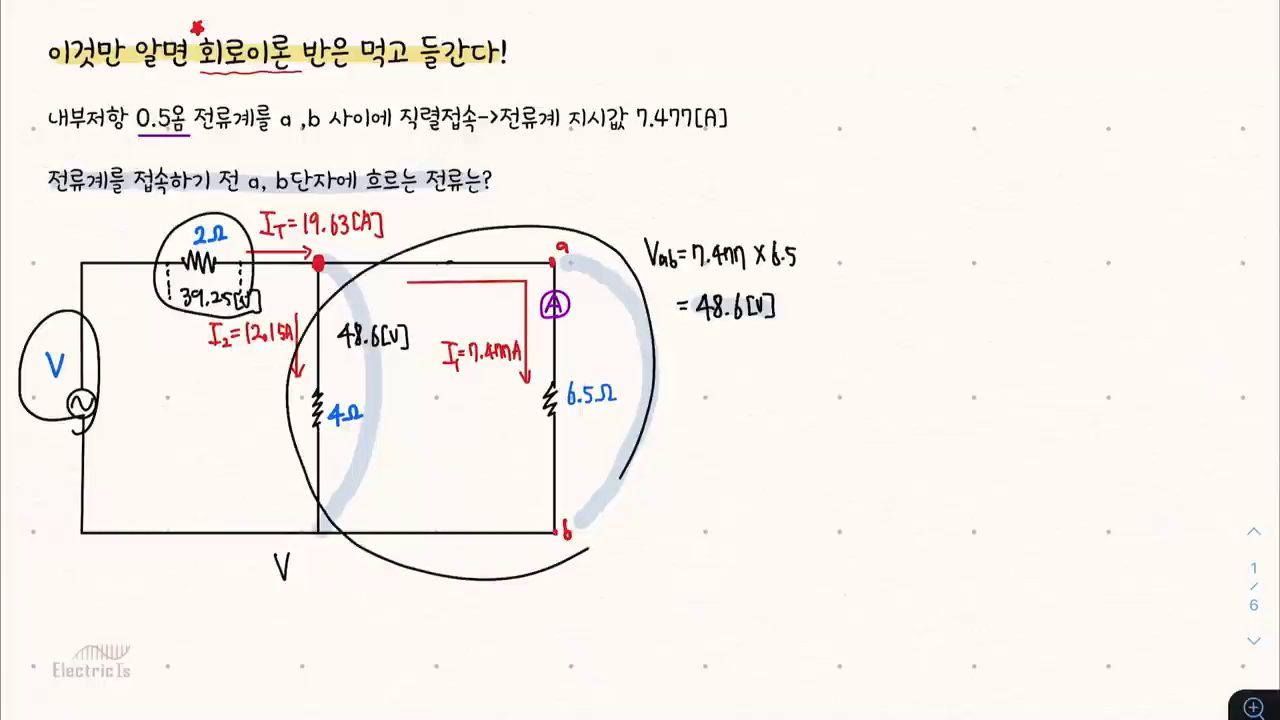 이것만 알면 회로이론 반은 먹고 들간다!
내부저항 0.5옴 전류계를 a ,b 사이에 직렬접속->전류계 지시값 7.477[A]
전류계를 접속하기 전 a, b단자에 흐르는 전류는?
I_T=19.63[A]
2Ω
39.25[V]
a
V_ab=7.477×6.5
=48.6[V]
A
I_2=12.15A
48.6[V]
I_1=7.477A
V
4Ω
6.5Ω
b
V
1
/
6
Electric Is